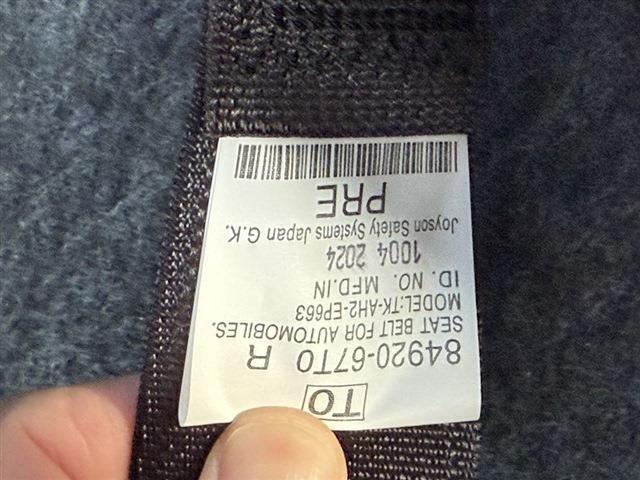 TO
84920-67T0 R
SEAT BELT FOR AUTOMOBILES.
MODEL:TK-AH2-EP663
ID. NO. MFD.IN
1004 2024
Joyson Safety Systems Japan G.K.
PRE